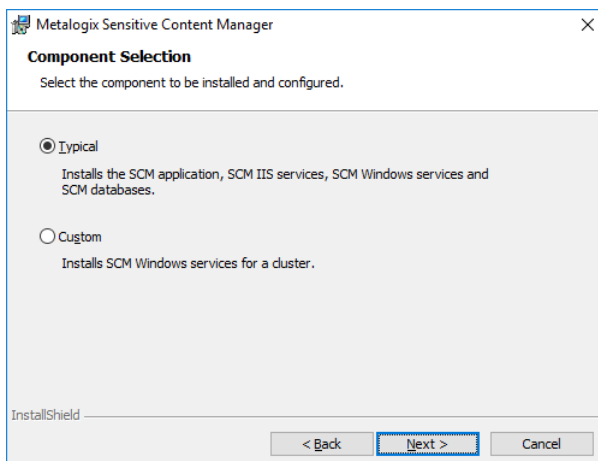 Metalogix Sensitive Content Manager
Component Selection
Select the component to be installed and configured.
Typical
Installs the SCM application, SCM IIS services, SCM Windows services and
SCM databases.
Custom
Installs SCM Windows services for a cluster.
InstallShield
< Back
Next >
Cancel